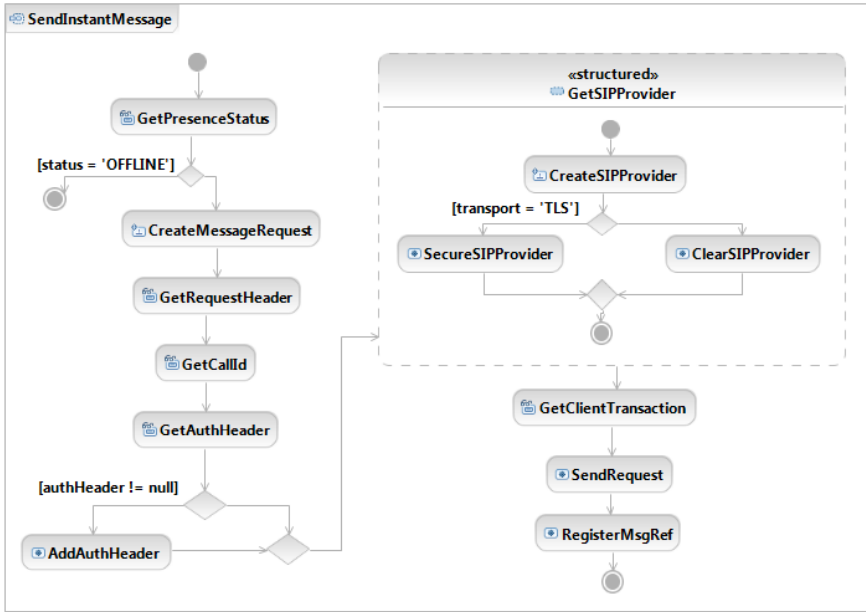 SendInstantMessage
GetPresenceStatus
[status = 'OFFLINE']
CreateMessageRequest
GetRequestHeader
GetCallId
GetAuthHeader
[authHeader != null]
AddAuthHeader
«structured»
GetSIPProvider
CreateSIPProvider
[transport = 'TLS']
SecureSIPProvider
ClearSIPProvider
GetClientTransaction
SendRequest
RegisterMsgRef